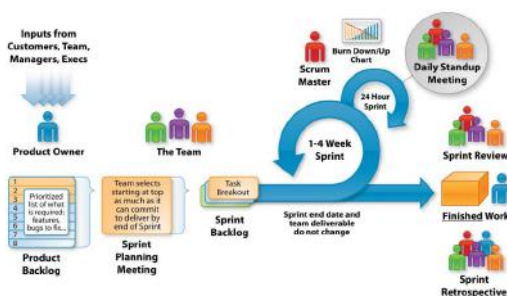 Inputs from
Customers, Team,
Managers, Execs
Product Owner
The Team
1
2
Prioritized
list of what
is required:
features,
bugs to fix...
7
8
Product
Backlog
Team selects
starting at top
as much as it
can commit
to deliver by
end of Sprint
Sprint
Planning
Meeting
Task
Breakout
Sprint
Backlog
Scrum
Master
Burn Down/Up
Chart
Daily Standup
Meeting
24 Hour
Sprint
1-4 Week
Sprint
Sprint end date and
team deliverable
do not change
Sprint Review
Finished Work
Sprint
Retrospective